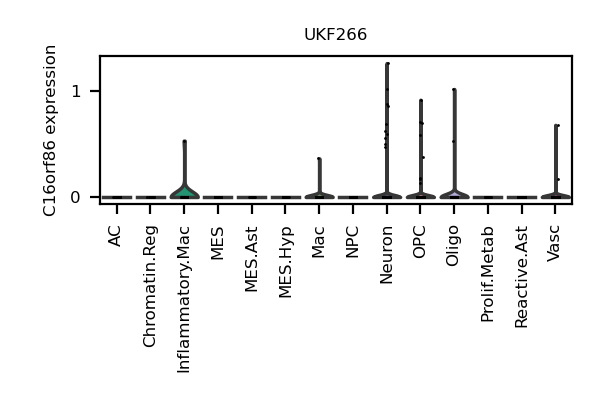 UKF266
C16orf86 expression
1
0
AC
Chromatin.Reg
Inflammatory.Mac
MES
MES.Ast
MES.Hyp
Mac
NPC
Neuron
OPC
Oligo
Prolif.Metab
Reactive.Ast
Vasc